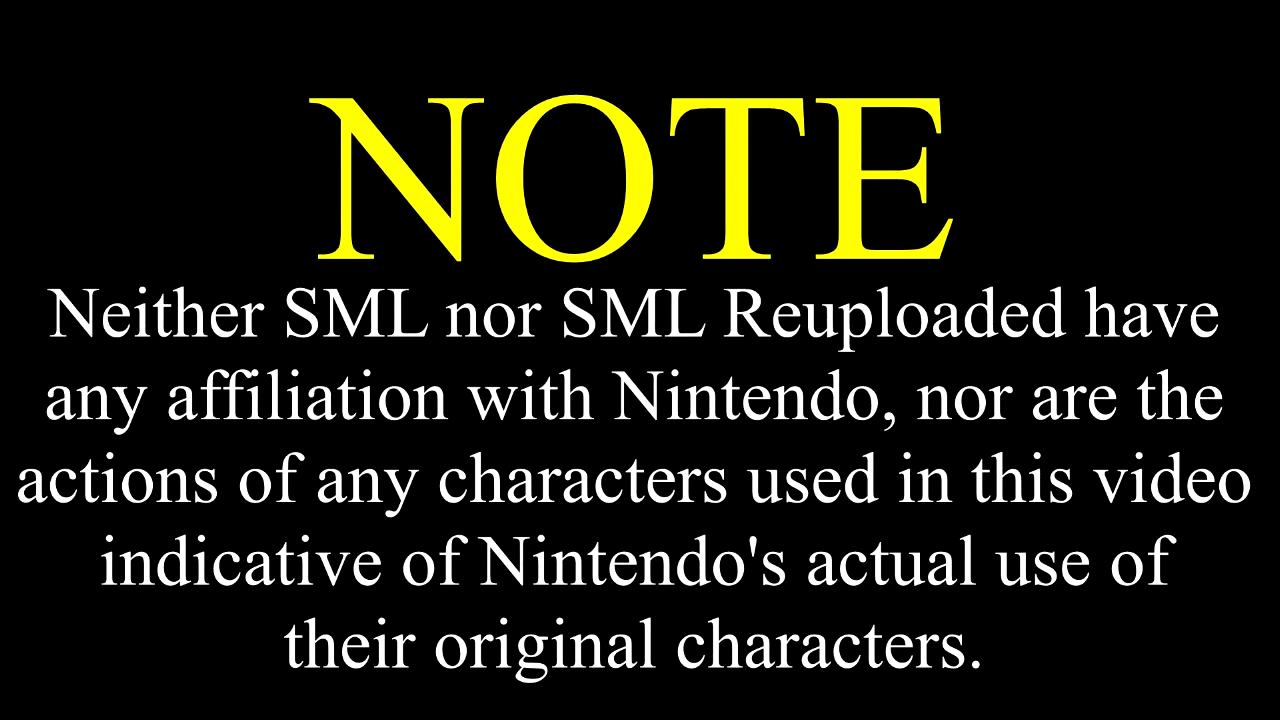 NOTE
Neither SML nor SML Reuploaded have
any affiliation with Nintendo, nor are the
actions of any characters used in this video
indicative of Nintendo's actual use of
their original characters.